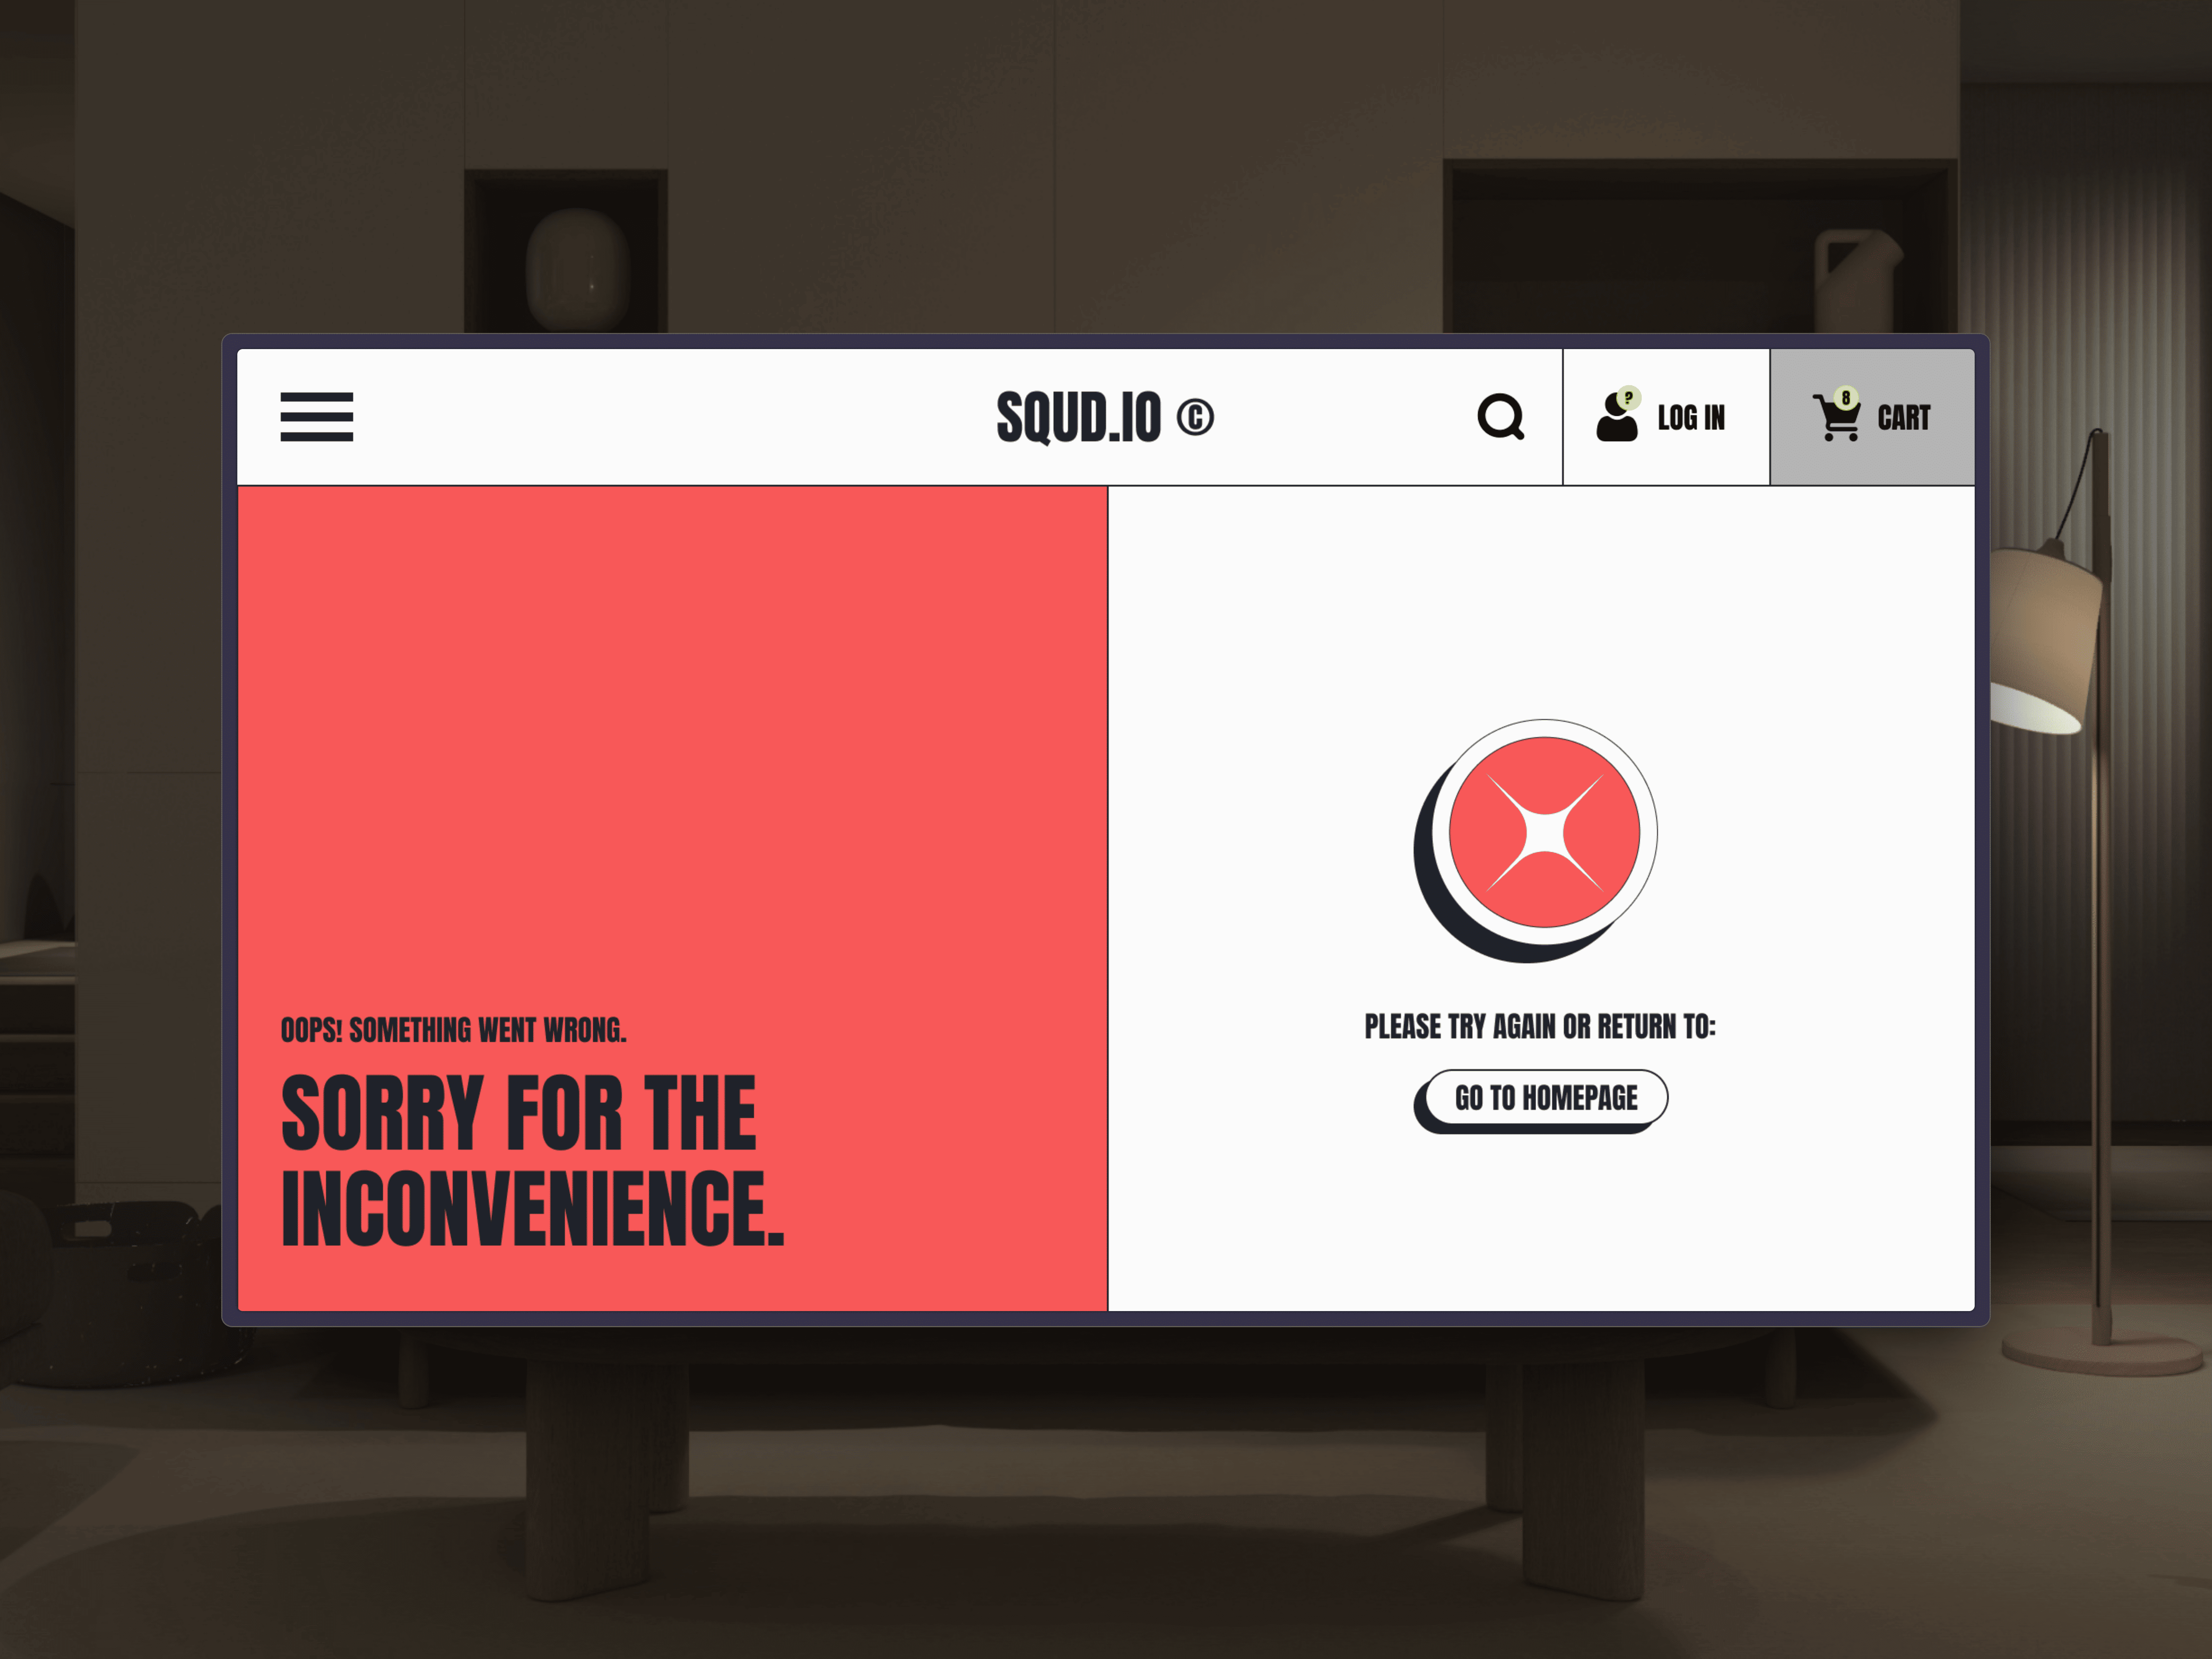 SQUD.IO ©
?
LOG IN
8
CART
OOPS! SOMETHING WENT WRONG.
SORRY FOR THE
INCONVENIENCE.
PLEASE TRY AGAIN OR RETURN TO:
GO TO HOMEPAGE